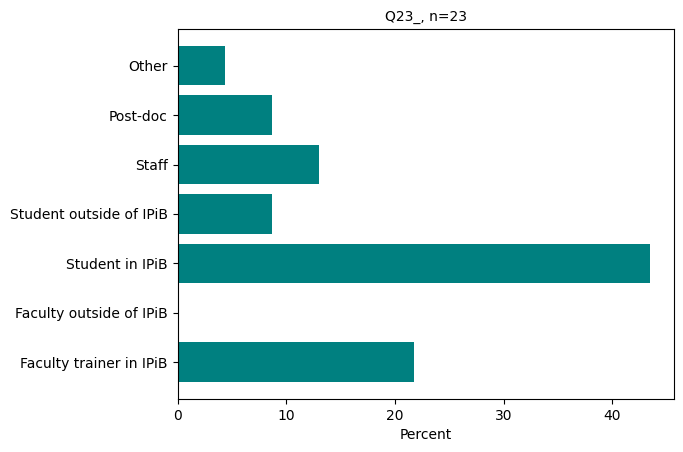 Q23_, n=23
Other
Post-doc
Staff
Student outside of IPiB
Student in IPiB
Faculty outside of IPiB
Faculty trainer in IPiB
0 10 20 30 40
Percent